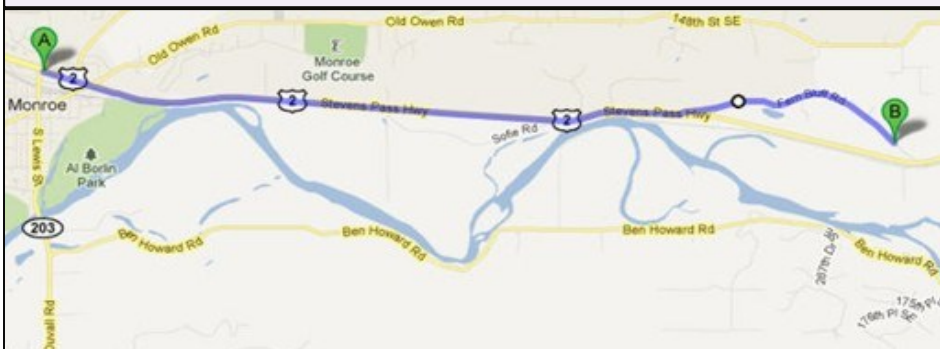 Old Owen Rd
148th St SE
A
Old Owen Rd
Monroe
Golf Course
2
Monroe
2
Stevens Pass Hwy
2
Stevens Pass Hwy
Fern Bluff Rd
B
Sofie Rd
S Lewis St
Al Borlin
Park
203
Ben Howard Rd
Ben Howard Rd
Ben Howard Rd
287th Dr SE
Ben Howard Rd
175th Pl
176th Pl SE
Duvall Rd